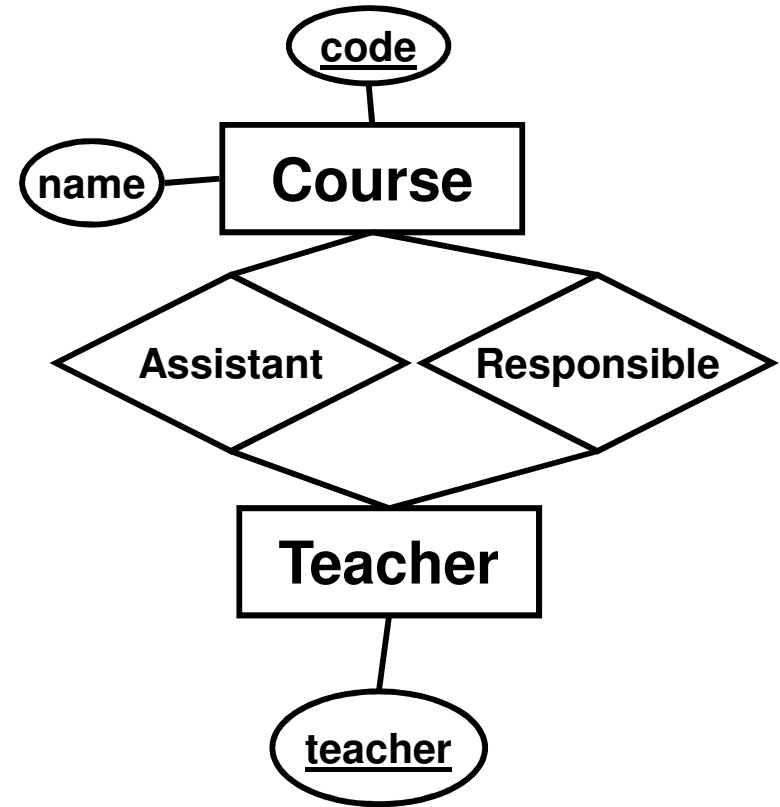 code
name
Course
Assistant
Responsible
Teacher
teacher